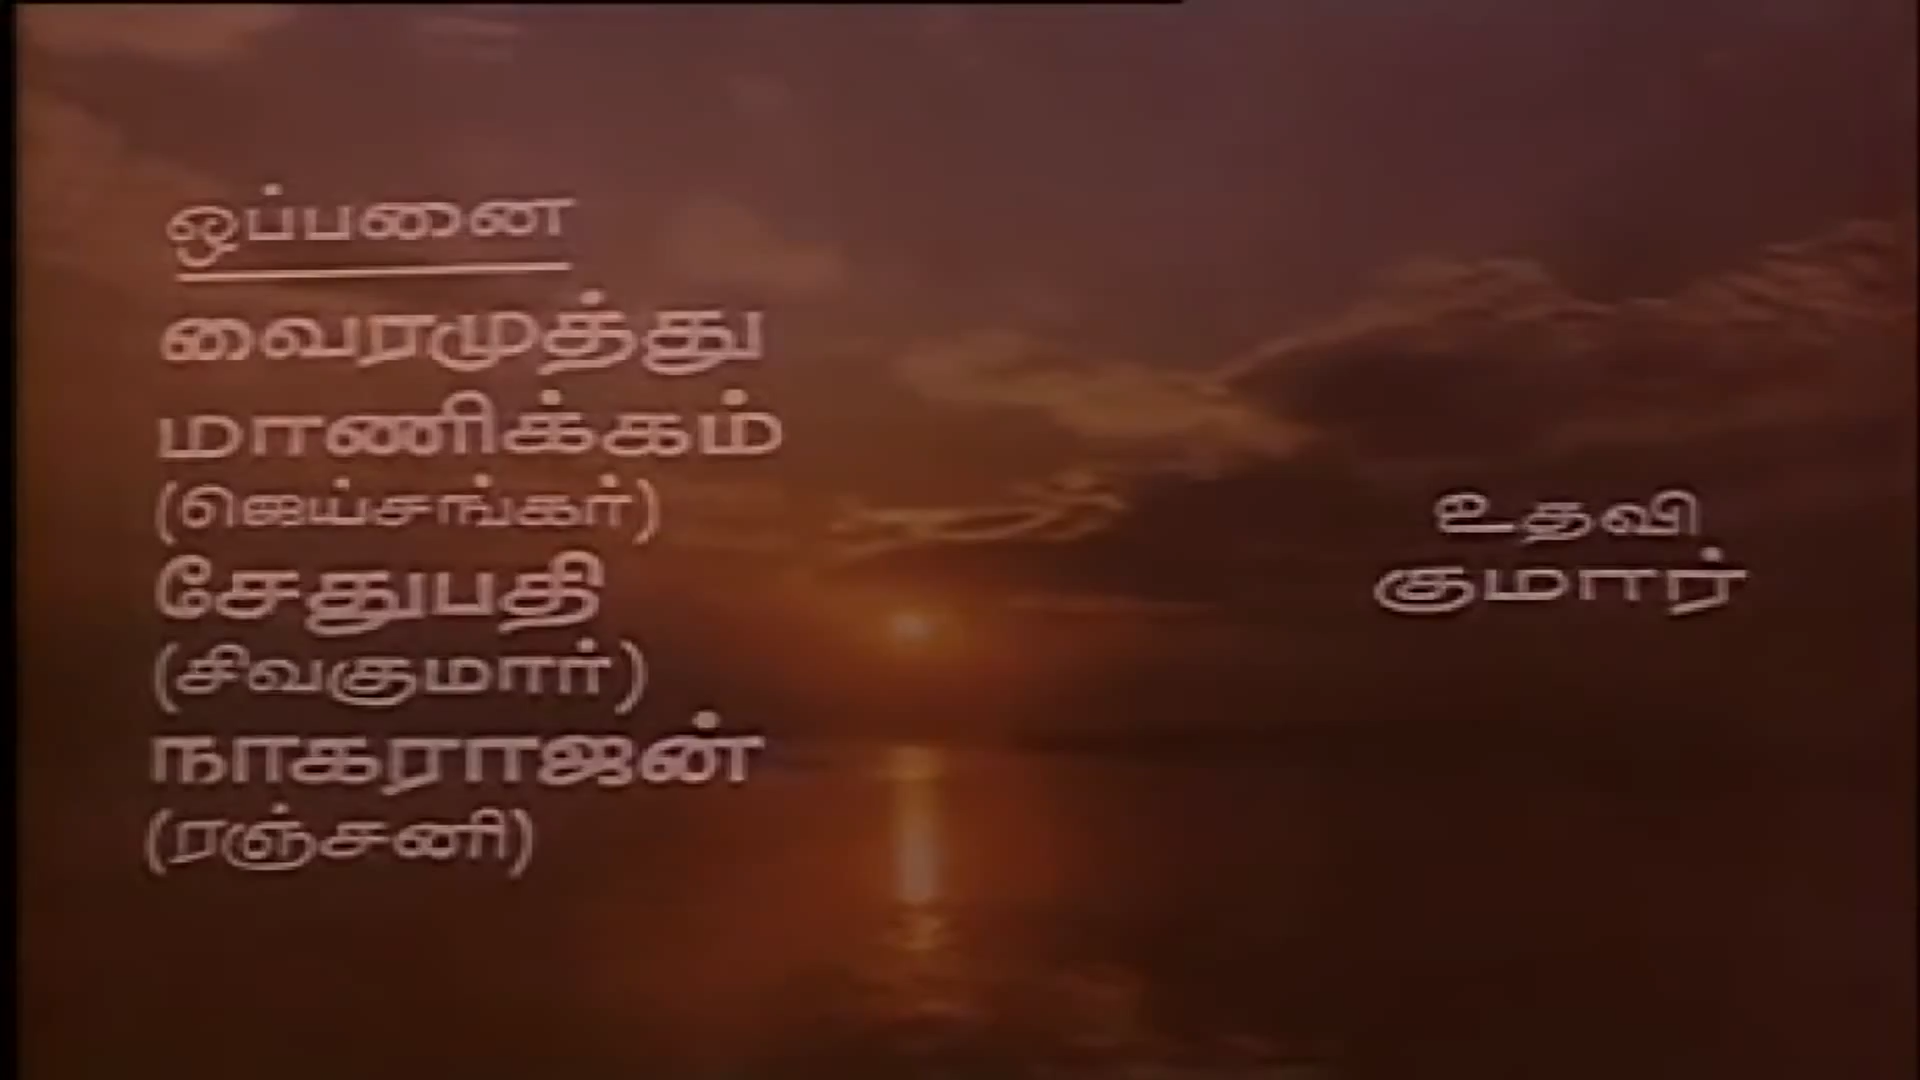 ஒப்பனை
வைரமுத்து
மாணிக்கம்
(ஜெய்சங்கர்)
சேதுபதி
(சிவகுமார்)
நாகராஜன்
(ரஞ்சனி)
உதவி
குமார்